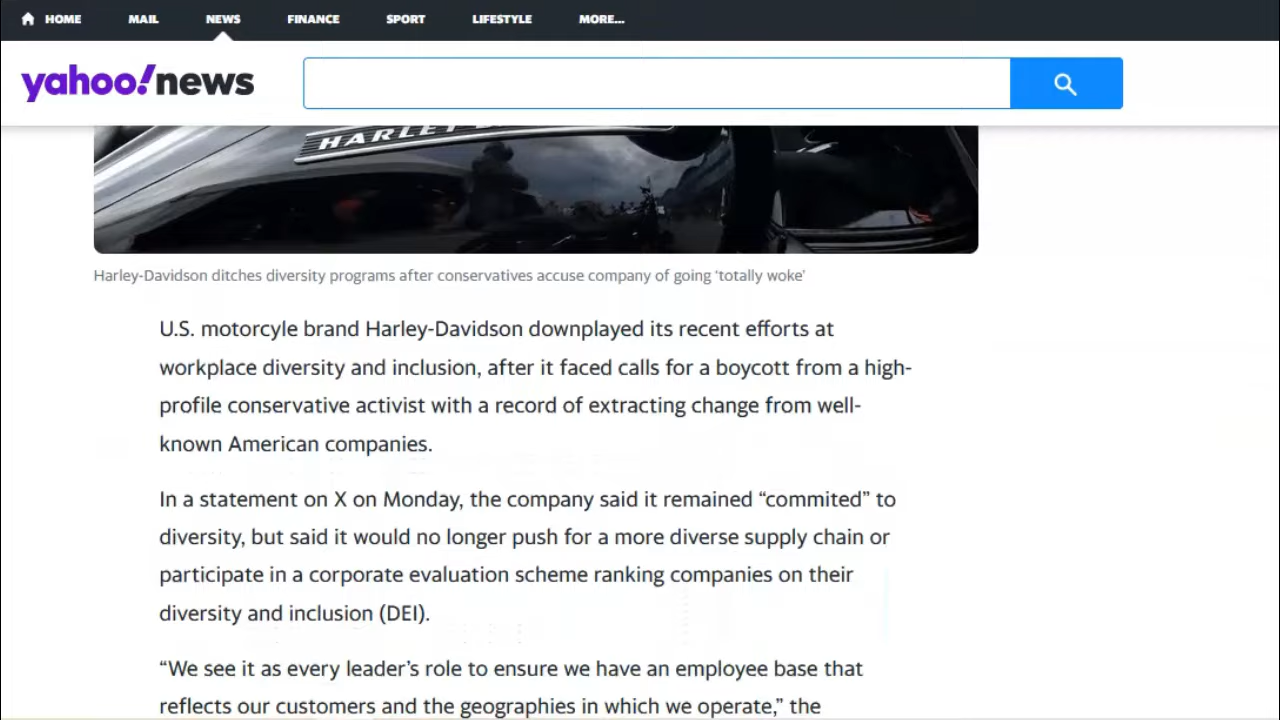 HOME MAIL NEWS FINANCE SPORT LIFESTYLE MORE...
yahoo!news
Harley-Davidson ditches diversity programs after conservatives accuse company of going ‘totally woke’
U.S. motorcyle brand Harley-Davidson downplayed its recent efforts at
workplace diversity and inclusion, after it faced calls for a boycott from a high-
profile conservative activist with a record of extracting change from well-
known American companies.
In a statement on X on Monday, the company said it remained “commited” to
diversity, but said it would no longer push for a more diverse supply chain or
participate in a corporate evaluation scheme ranking companies on their
diversity and inclusion (DEI).
“We see it as every leader’s role to ensure we have an employee base that
reflects our customers and the geographies in which we operate,” the